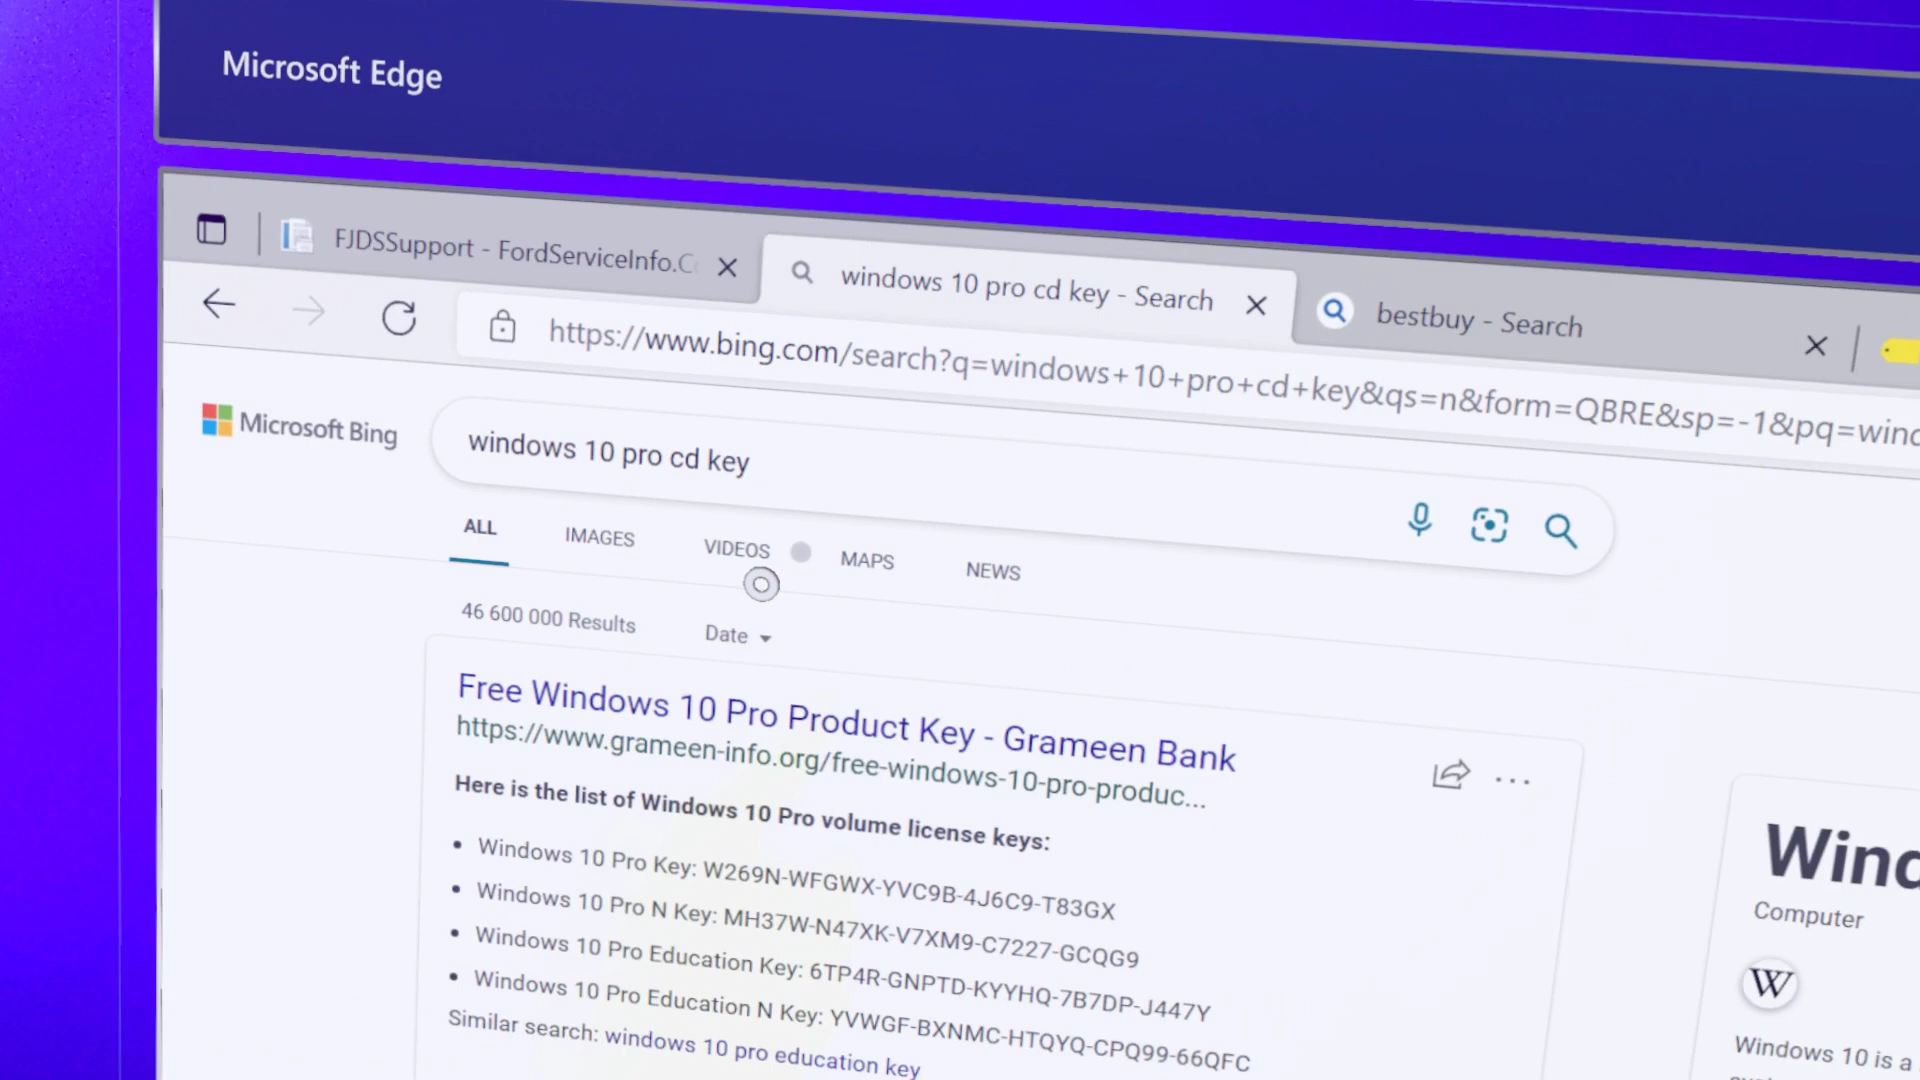 Microsoft Edge
FJDSSupport - FordServiceInfo.C
windows 10 pro cd key - Search
bestbuy - Search
https://www.bing.com/search?q=windows+10+pro+cd+key&qs=n&form=QBRE&sp=-1&pq=wind
Microsoft Bing
windows 10 pro cd key
ALL IMAGES VIDEOS MAPS NEWS
46 600 000 Results Date
Free Windows 10 Pro Product Key - Grameen Bank
https://www.grameen-info.org/free-windows-10-pro-produc...
Here is the list of Windows 10 Pro volume license keys:
• Windows 10 Pro Key: W269N-WFGWX-YVC9B-4J6C9-T83GX
• Windows 10 Pro N Key: MH37W-N47XK-V7XM9-C7227-GCQG9
• Windows 10 Pro Education Key: 6TP4R-GNPTD-KYYHQ-7B7DP-J447Y
• Windows 10 Pro Education N Key: YVWGF-BXNMC-HTQYQ-CPQ99-66QFC
Similar search: windows 10 pro education key
Wind
Computer
W
Windows 10 is a